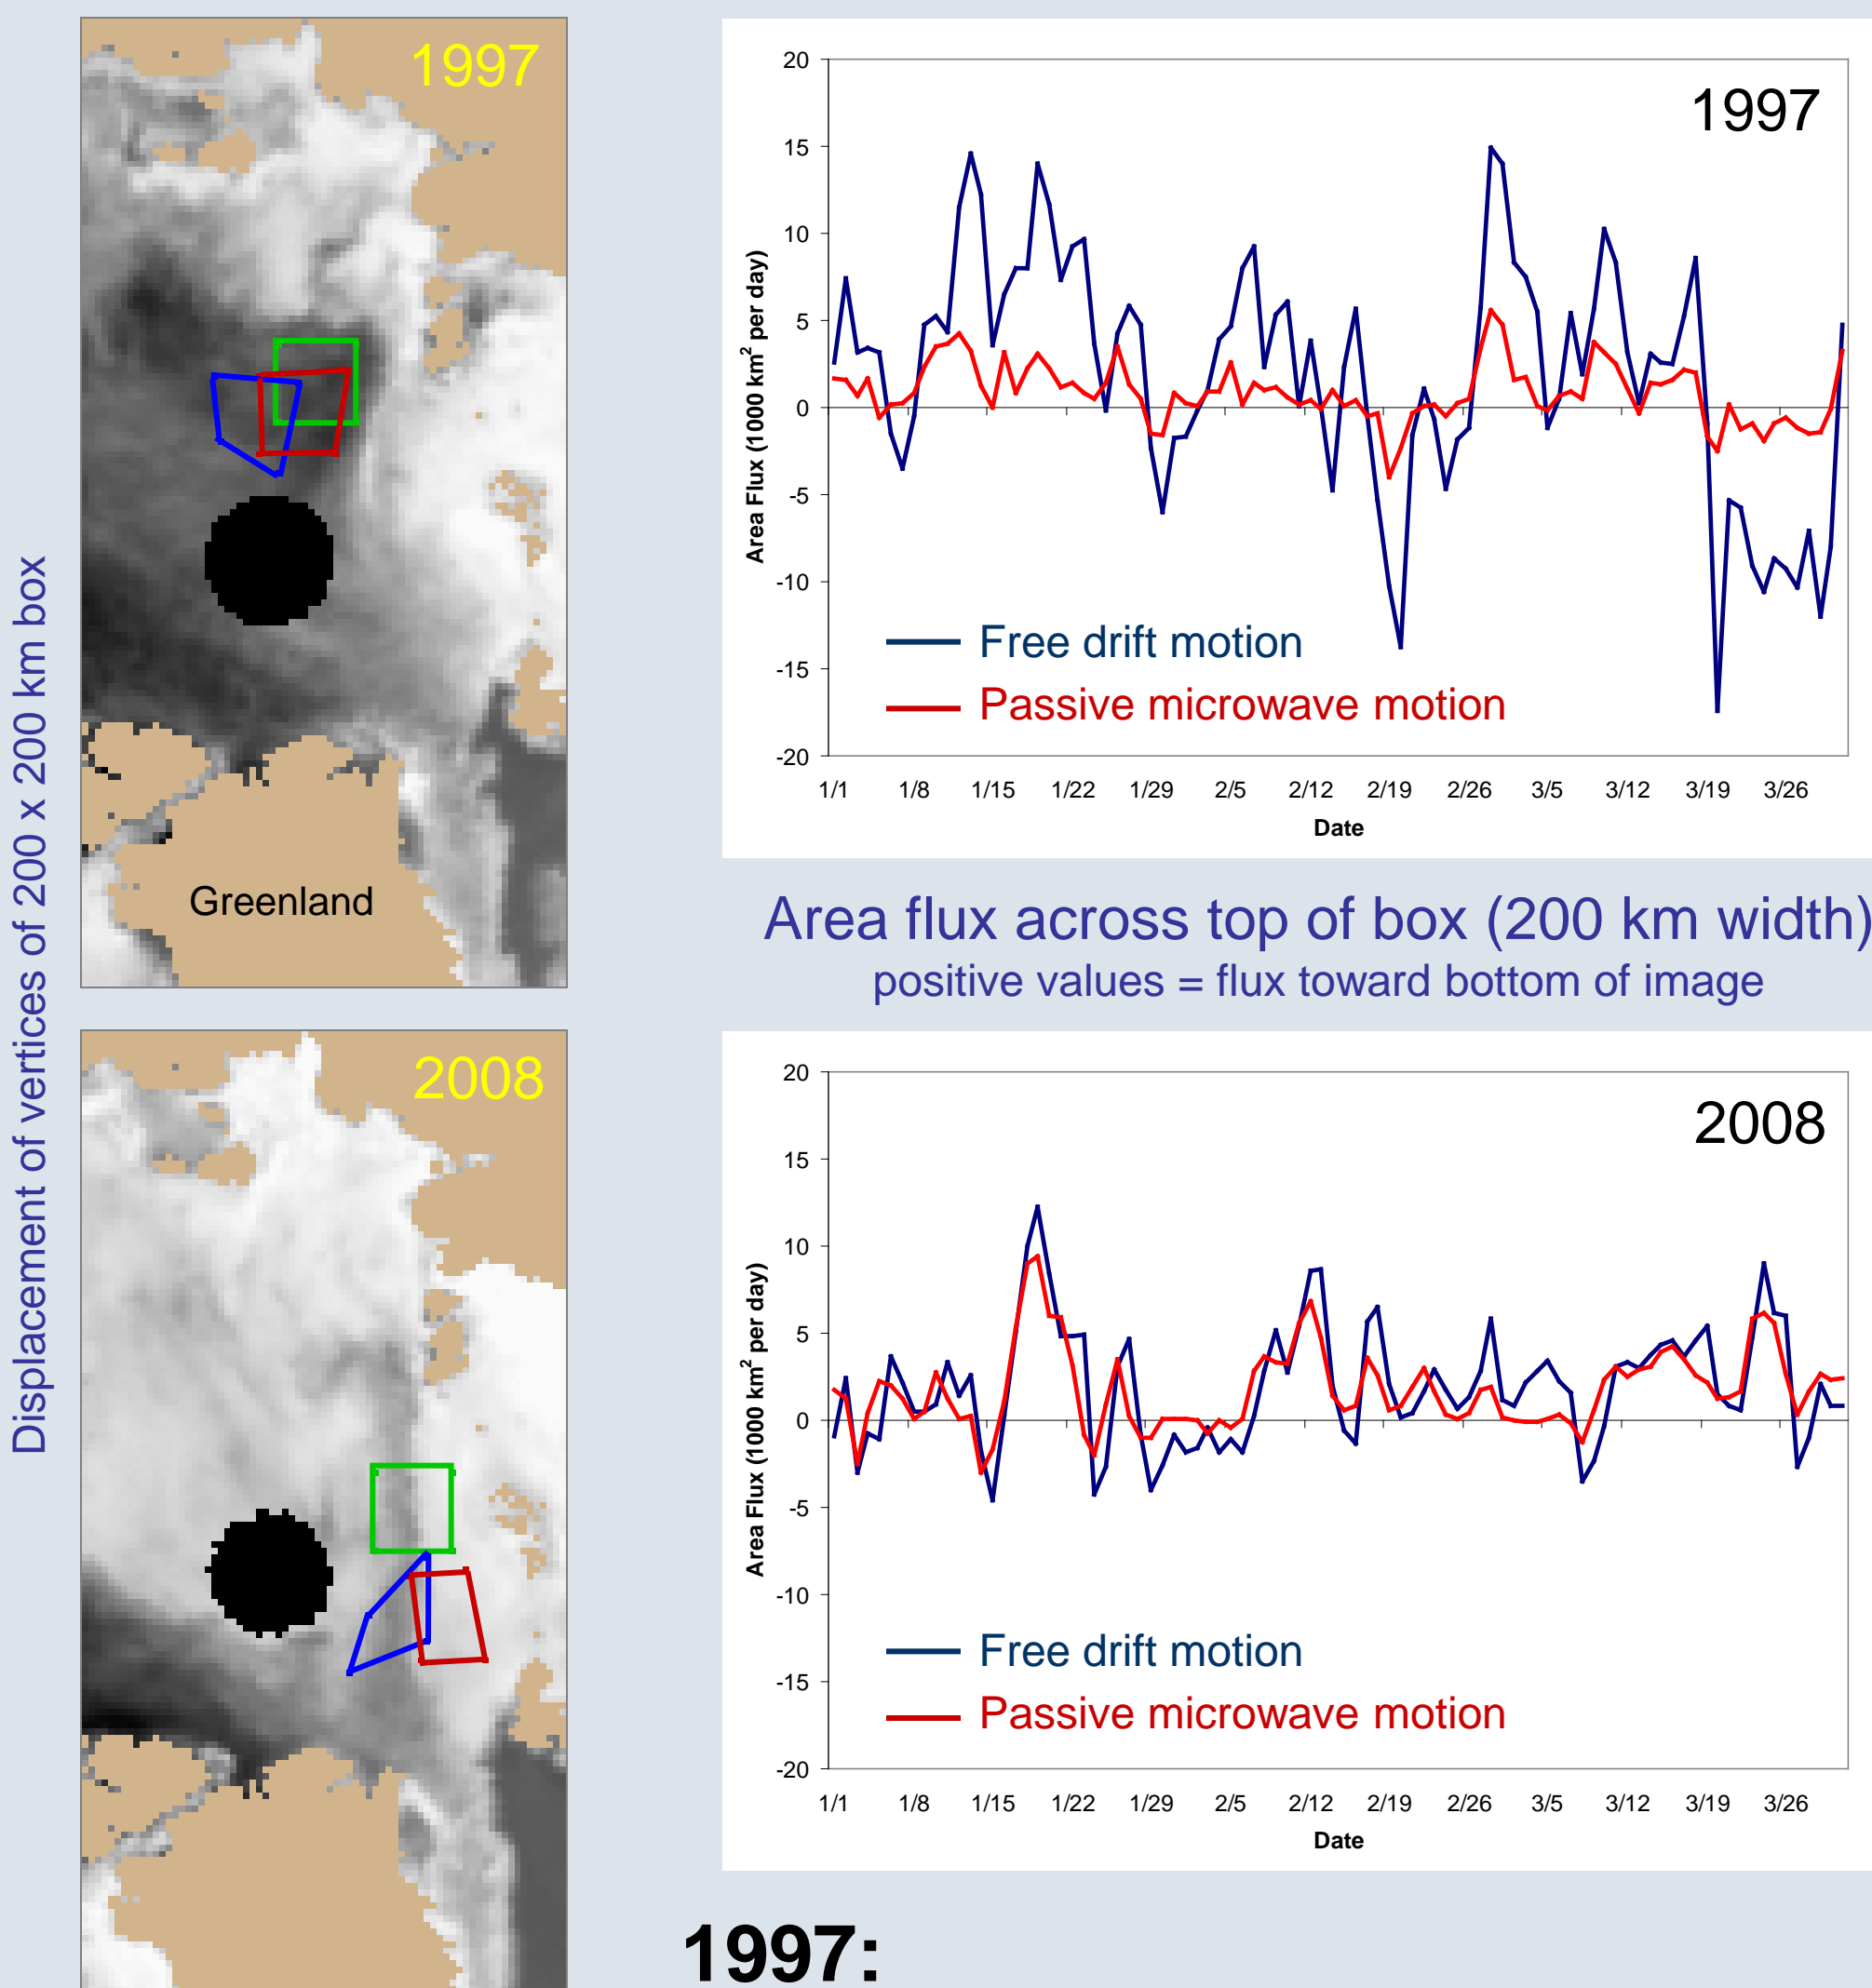 Displacement of vertices of 200 x 200 km box
1997
Greenland
2008
1997
20
15
10
5
0
-5
-10
-15
-20
Area Flux (1000 km² per day)
Free drift motion
Passive microwave motion
1/1 1/8 1/15 1/22 1/29 2/5 2/12 2/19 2/26 3/5 3/12 3/19 3/26
Date
Area flux across top of box (200 km width)
positive values = flux toward bottom of image
2008
20
15
10
5
0
-5
-10
-15
-20
Area Flux (1000 km² per day)
Free drift motion
Passive microwave motion
1/1 1/8 1/15 1/22 1/29 2/5 2/12 2/19 2/26 3/5 3/12 3/19 3/26
Date
1997: